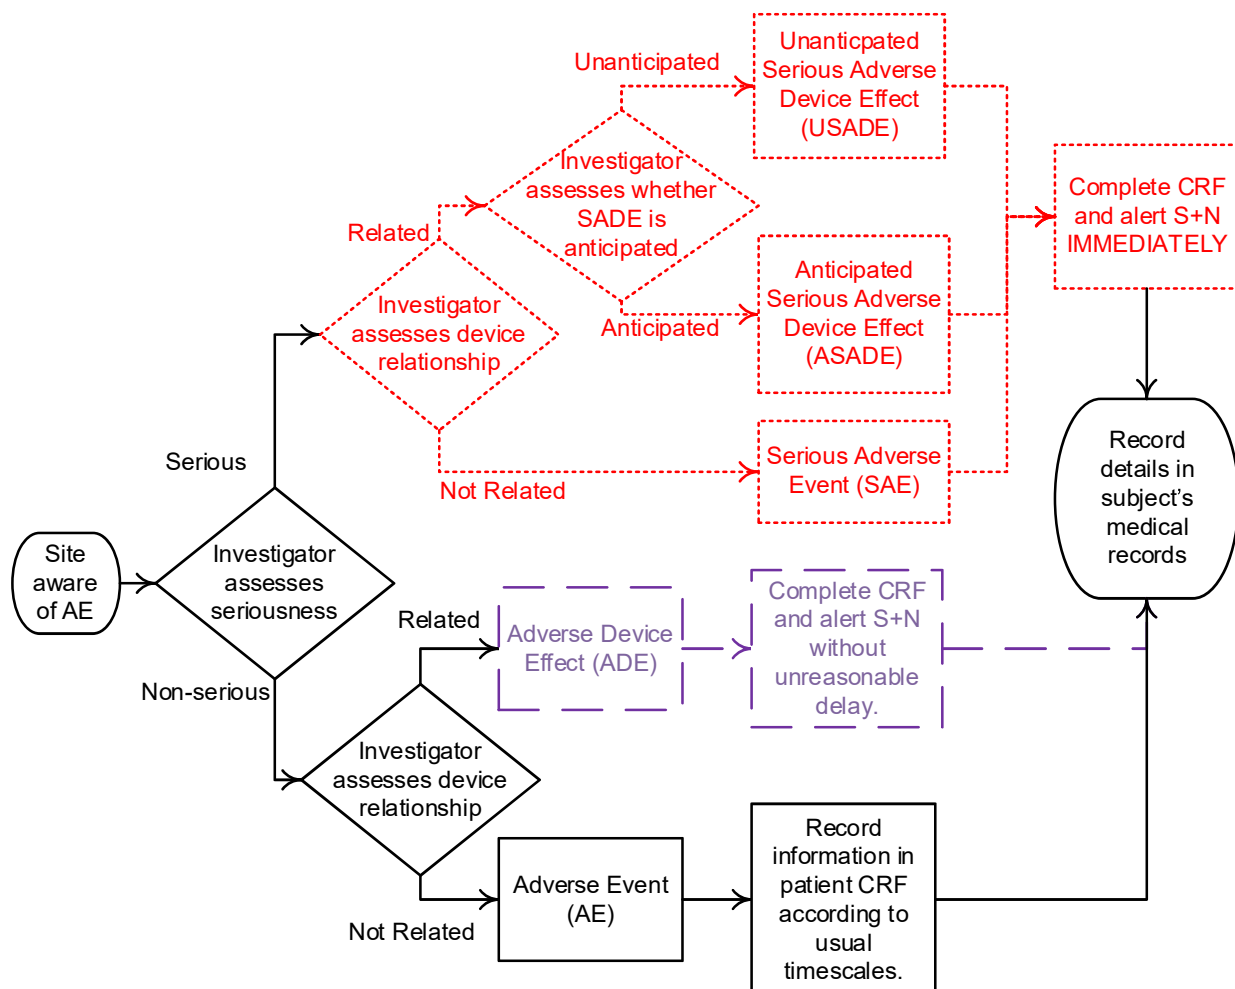 Unanticpated
Serious Adverse
Device Effect
(USADE)
Unanticipated
Investigator
assesses whether
SADE is
anticipated
Complete CRF
and alert S+N
IMMEDIATELY
Related
Anticipated
Serious Adverse
Device Effect
(ASADE)
Anticipated
Investigator
assesses device
relationship
Serious
Not Related
Serious Adverse
Event (SAE)
Record
details in
subject’s
medical
records
Site
aware
of AE
Investigator
assesses
seriousness
Related
Adverse Device
Effect (ADE)
Complete CRF
and alert S+N
without
unreasonable
delay.
Non-serious
Investigator
assesses device
relationship
Not Related
Adverse Event
(AE)
Record
information in
patient CRF
according to
usual
timescales.